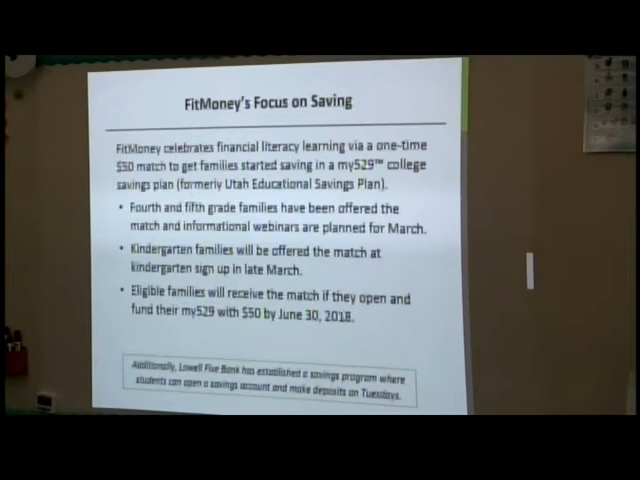 FitMoney's Focus on Saving
FitMoney celebrates financial literacy learning via a one-time
$50 match to get families started saving in a my529™ college
savings plan (formerly Utah Educational Savings Plan).
• Fourth and fifth grade families have been offered the
match and informational webinars are planned for March.
• Kindergarten families will be offered the match at
kindergarten sign up in late March.
• Eligible families will receive the match if they open and
fund their my529 with $50 by June 30, 2018.
Additionally, Lowell Five Bank has established a savings program where
students can open a savings account and make deposits on Tuesdays.